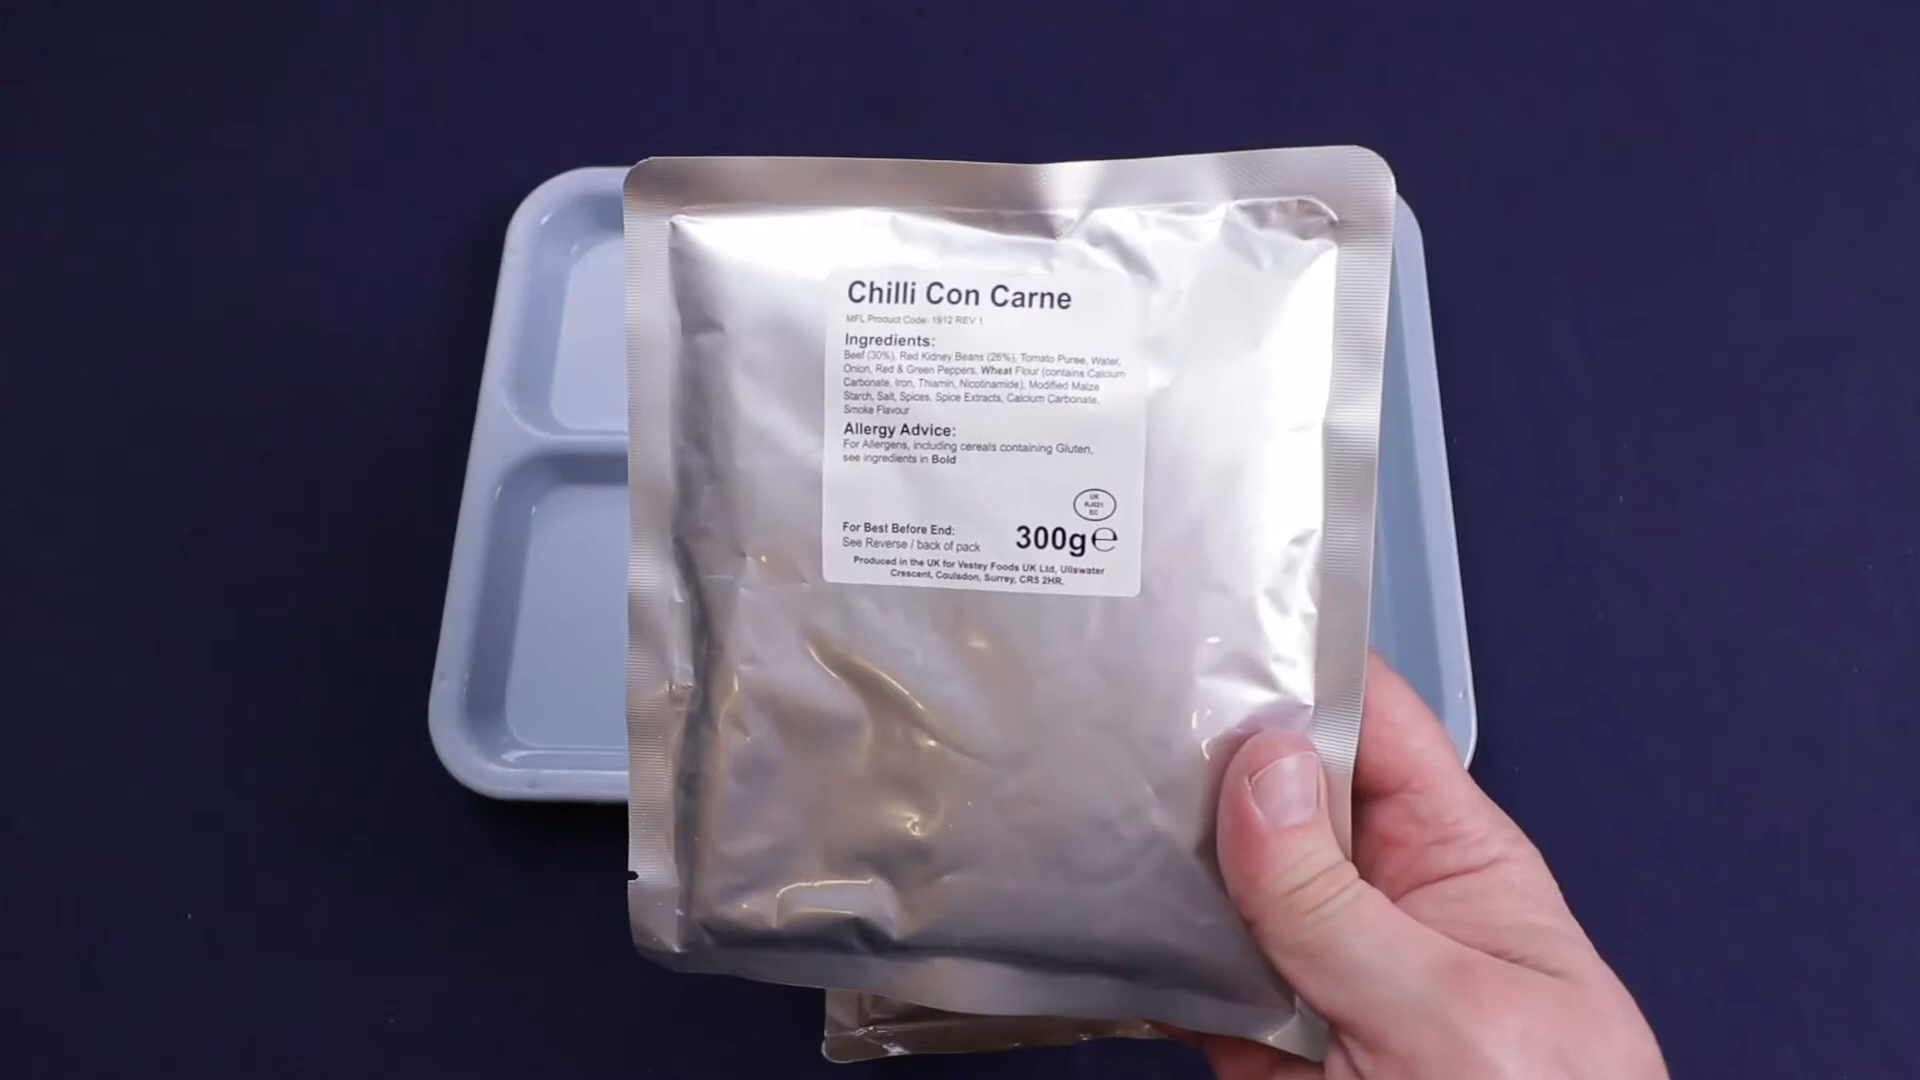 Chilli Con Carne
MFL Product Code: 1912 REV 1
Ingredients:
Beef (30%), Red Kidney Beans (26%), Tomato Puree, Water,
Onion, Red & Green Peppers, Wheat Flour (contains Calcium
Carbonate, Iron, Thiamin, Nicotinamide), Modified Maize
Starch, Salt, Spices, Spice Extracts, Calcium Carbonate,
Smoke Flavour
Allergy Advice:
For Allergens, including cereals containing Gluten,
see ingredients in Bold
UK
EC
For Best Before End:
See Reverse / back of pack
300g℮
Produced in the UK for Vestey Foods UK Ltd, Ullswater
Crescent, Coulsdon, Surrey, CR5 2HR.